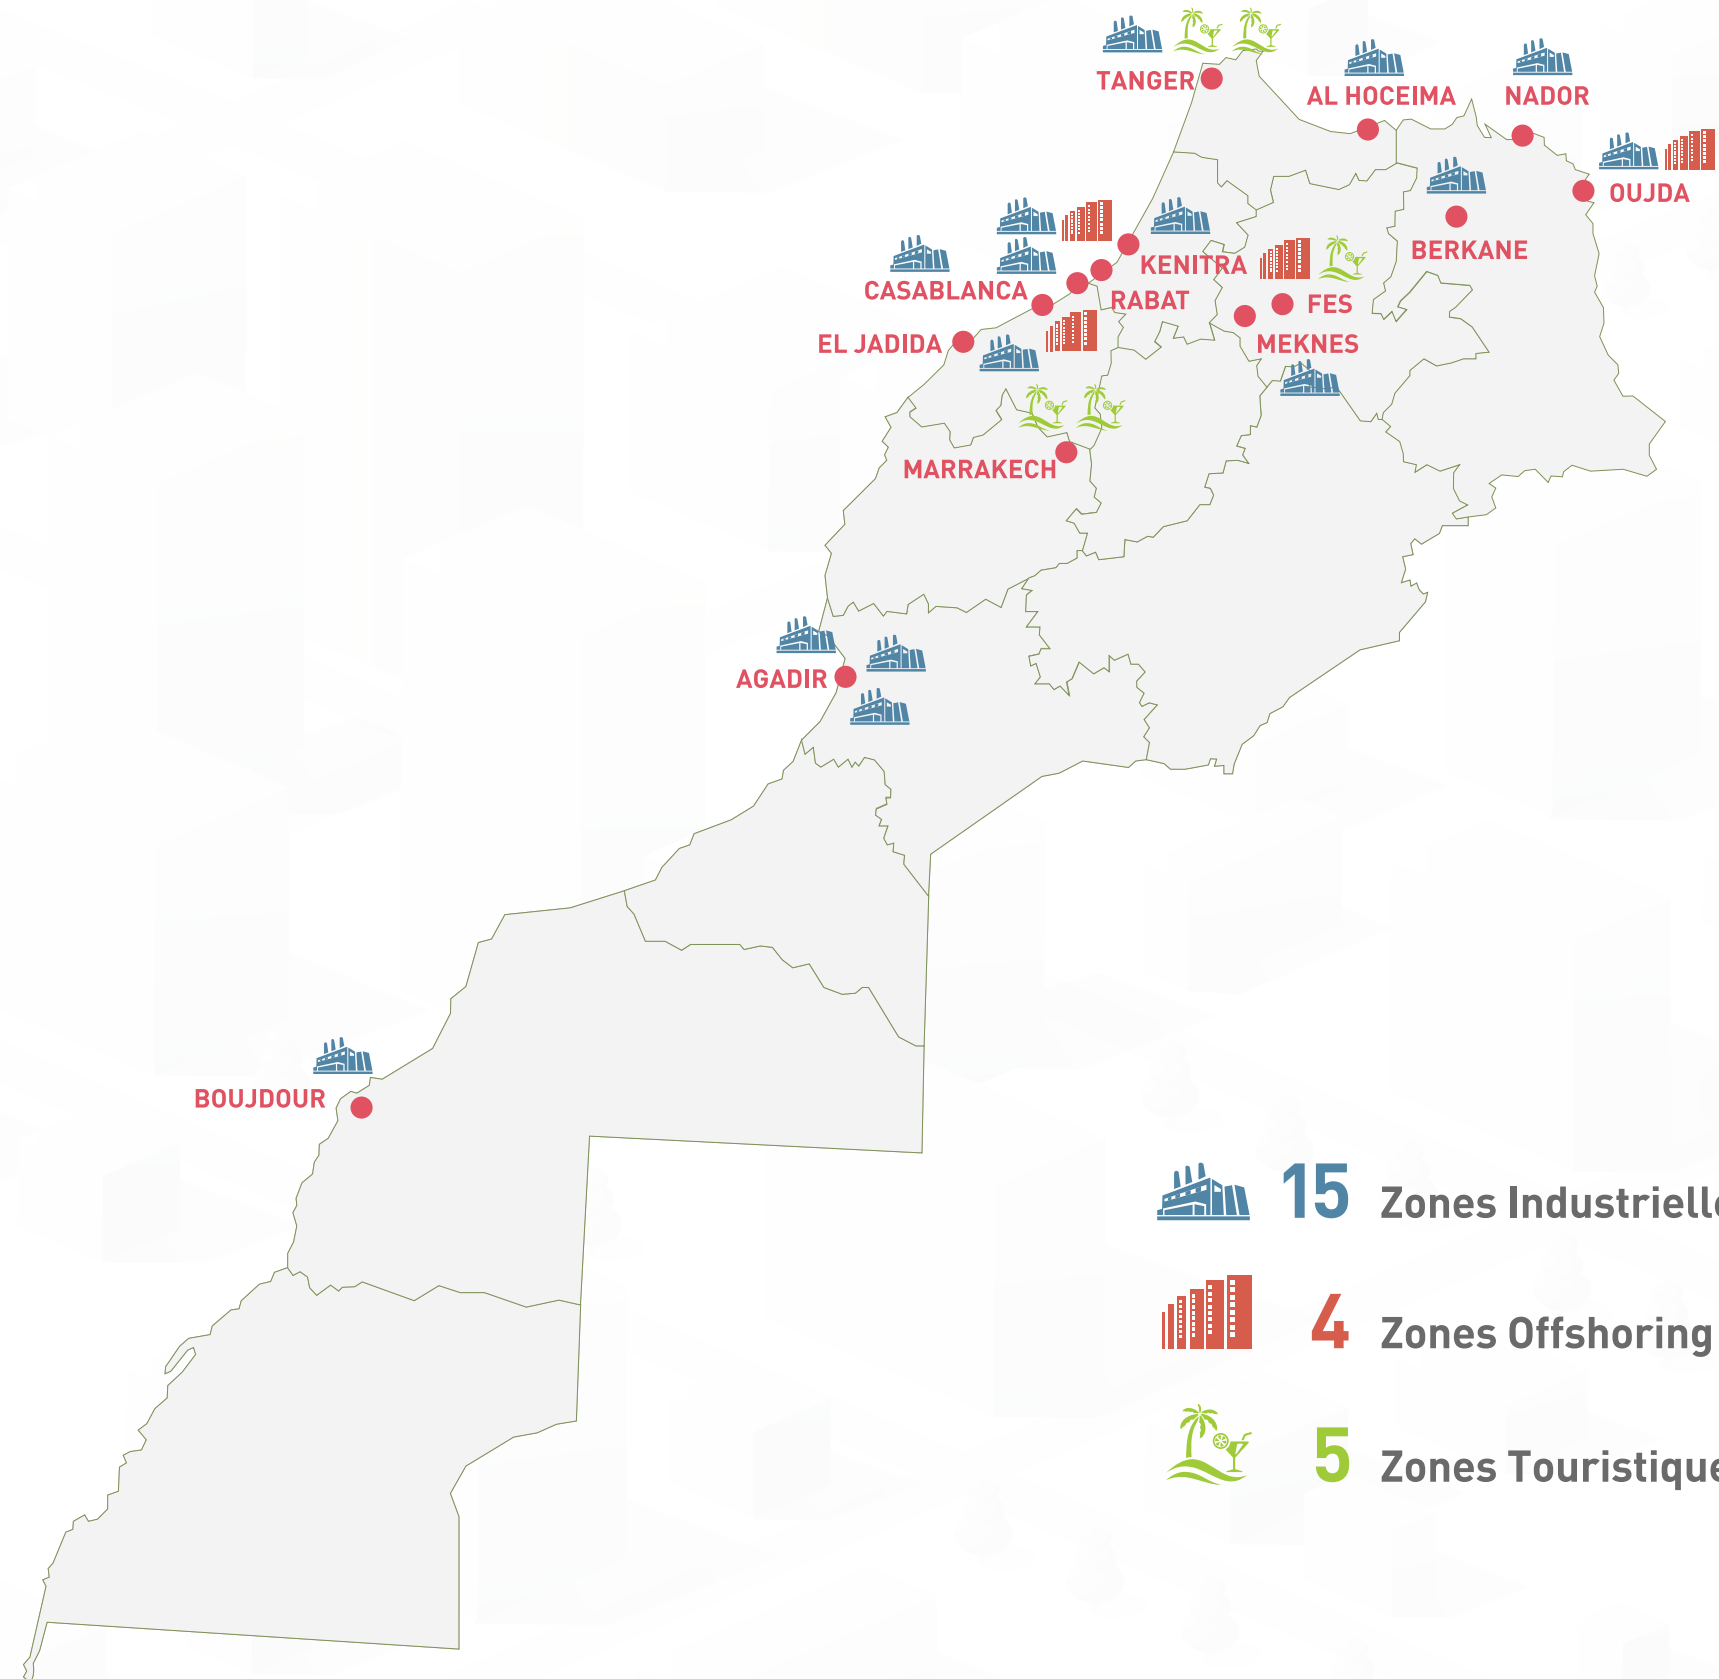 TANGER
AL HOCEIMA
NADOR
OUJDA
BERKANE
KENITRA
CASABLANCA
RABAT
FES
EL JADIDA
MEKNES
MARRAKECH
AGADIR
BOUJDOUR
15 Zones Industrielle
4 Zones Offshoring
5 Zones Touristique